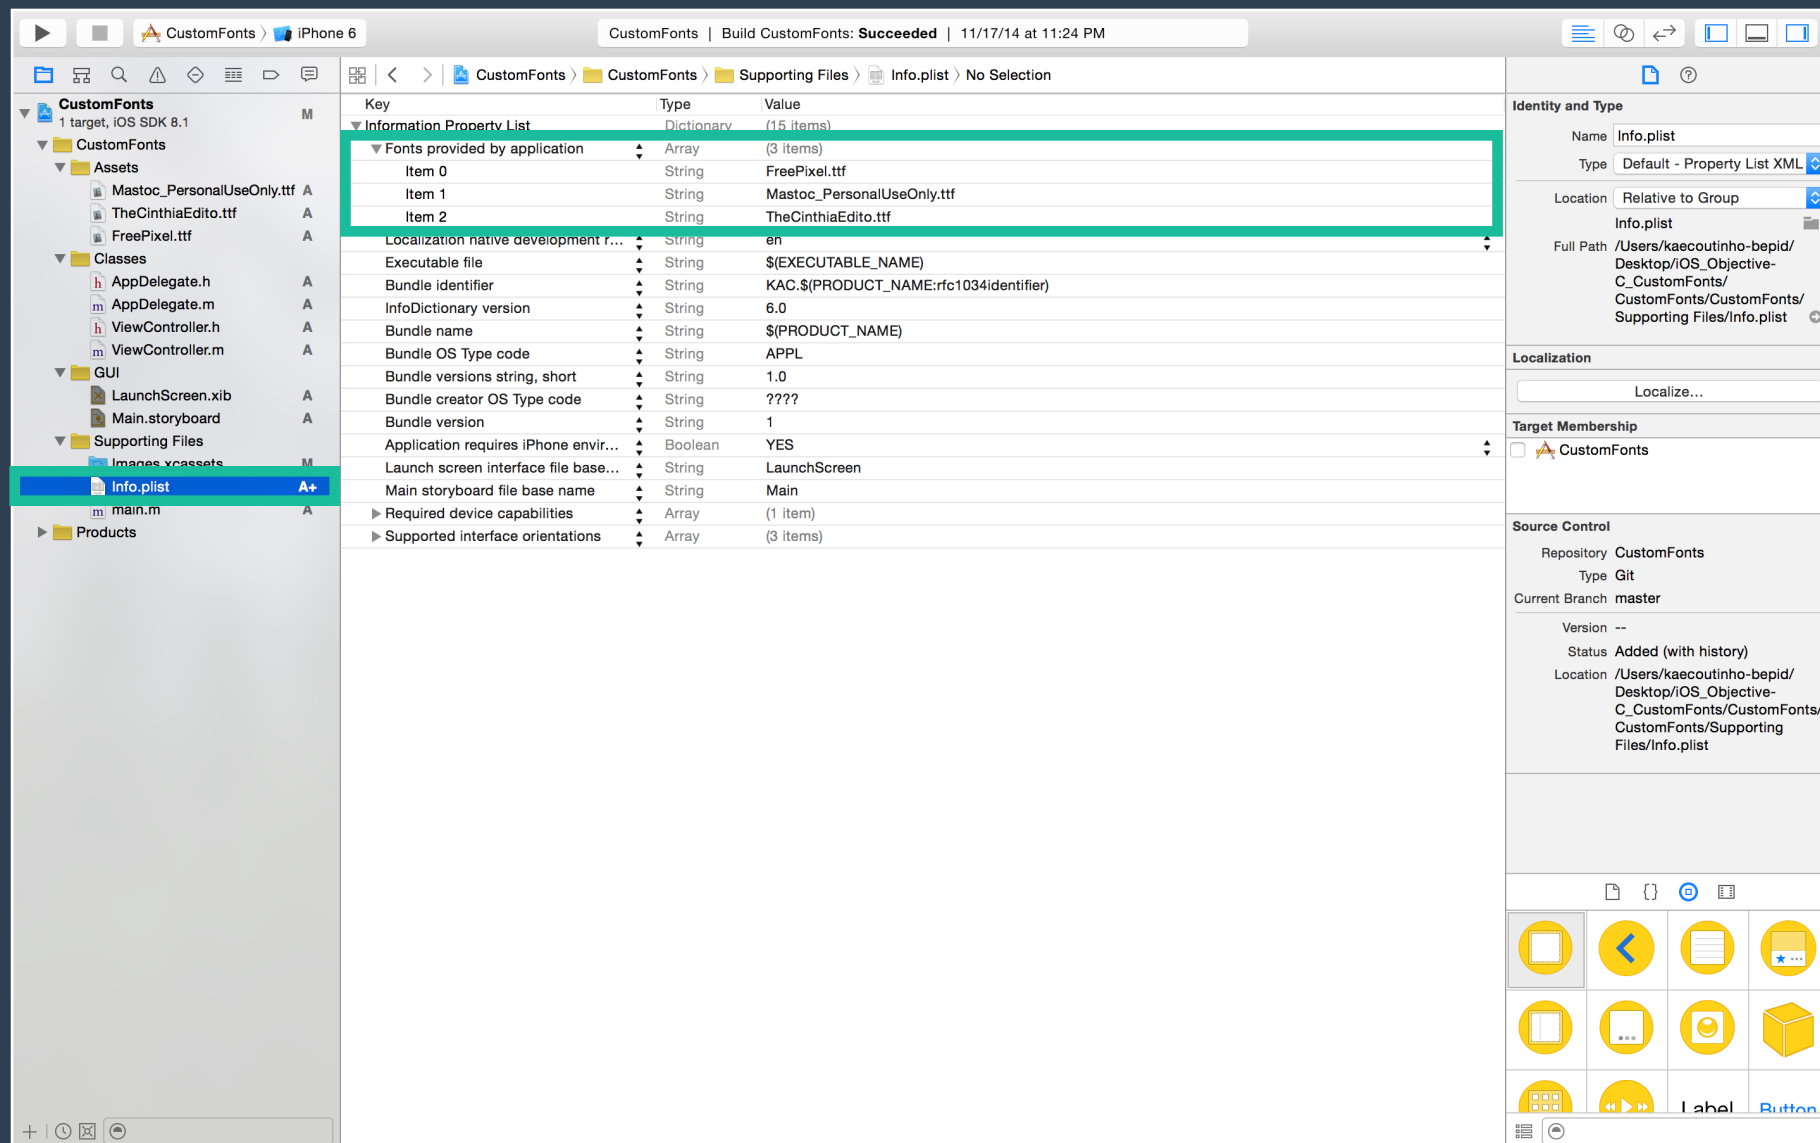 CustomFonts 〉 iPhone 6
CustomFonts | Build CustomFonts: Succeeded | 11/17/14 at 11:24 PM
CustomFonts 〉 CustomFonts 〉 Supporting Files 〉 Info.plist 〉 No Selection
CustomFonts
1 target, iOS SDK 8.1 M
CustomFonts
Assets
Mastoc_PersonalUseOnly.ttf A
TheCinthiaEdito.ttf A
FreePixel.ttf A
Classes
h AppDelegate.h A
m AppDelegate.m A
h ViewController.h A
m ViewController.m A
GUI
LaunchScreen.xib A
Main.storyboard A
Supporting Files
Images.xcassets M
Info.plist A+
m main.m A
Products
Key Type Value
Information Property List Dictionary (15 items)
Fonts provided by application Array (3 items)
Item 0 String FreePixel.ttf
Item 1 String Mastoc_PersonalUseOnly.ttf
Item 2 String TheCinthiaEdito.ttf
Localization native development r... String en
Executable file String $(EXECUTABLE_NAME)
Bundle identifier String KAC.$(PRODUCT_NAME:rfc1034identifier)
InfoDictionary version String 6.0
Bundle name String $(PRODUCT_NAME)
Bundle OS Type code String APPL
Bundle versions string, short String 1.0
Bundle creator OS Type code String ????
Bundle version String 1
Application requires iPhone envir... Boolean YES
Launch screen interface file base... String LaunchScreen
Main storyboard file base name String Main
Required device capabilities Array (1 item)
Supported interface orientations Array (3 items)
Identity and Type
Name Info.plist
Type Default - Property List XML
Location Relative to Group
Info.plist
Full Path /Users/kaecoutinho-bepid/
Desktop/iOS_Objective-
C_CustomFonts/
CustomFonts/CustomFonts/
Supporting Files/Info.plist
Localization
Localize...
Target Membership
CustomFonts
Source Control
Repository CustomFonts
Type Git
Current Branch master
Version --
Status Added (with history)
Location /Users/kaecoutinho-bepid/
Desktop/iOS_Objective-
C_CustomFonts/CustomFonts/
CustomFonts/Supporting
Files/Info.plist
{}
Label Button